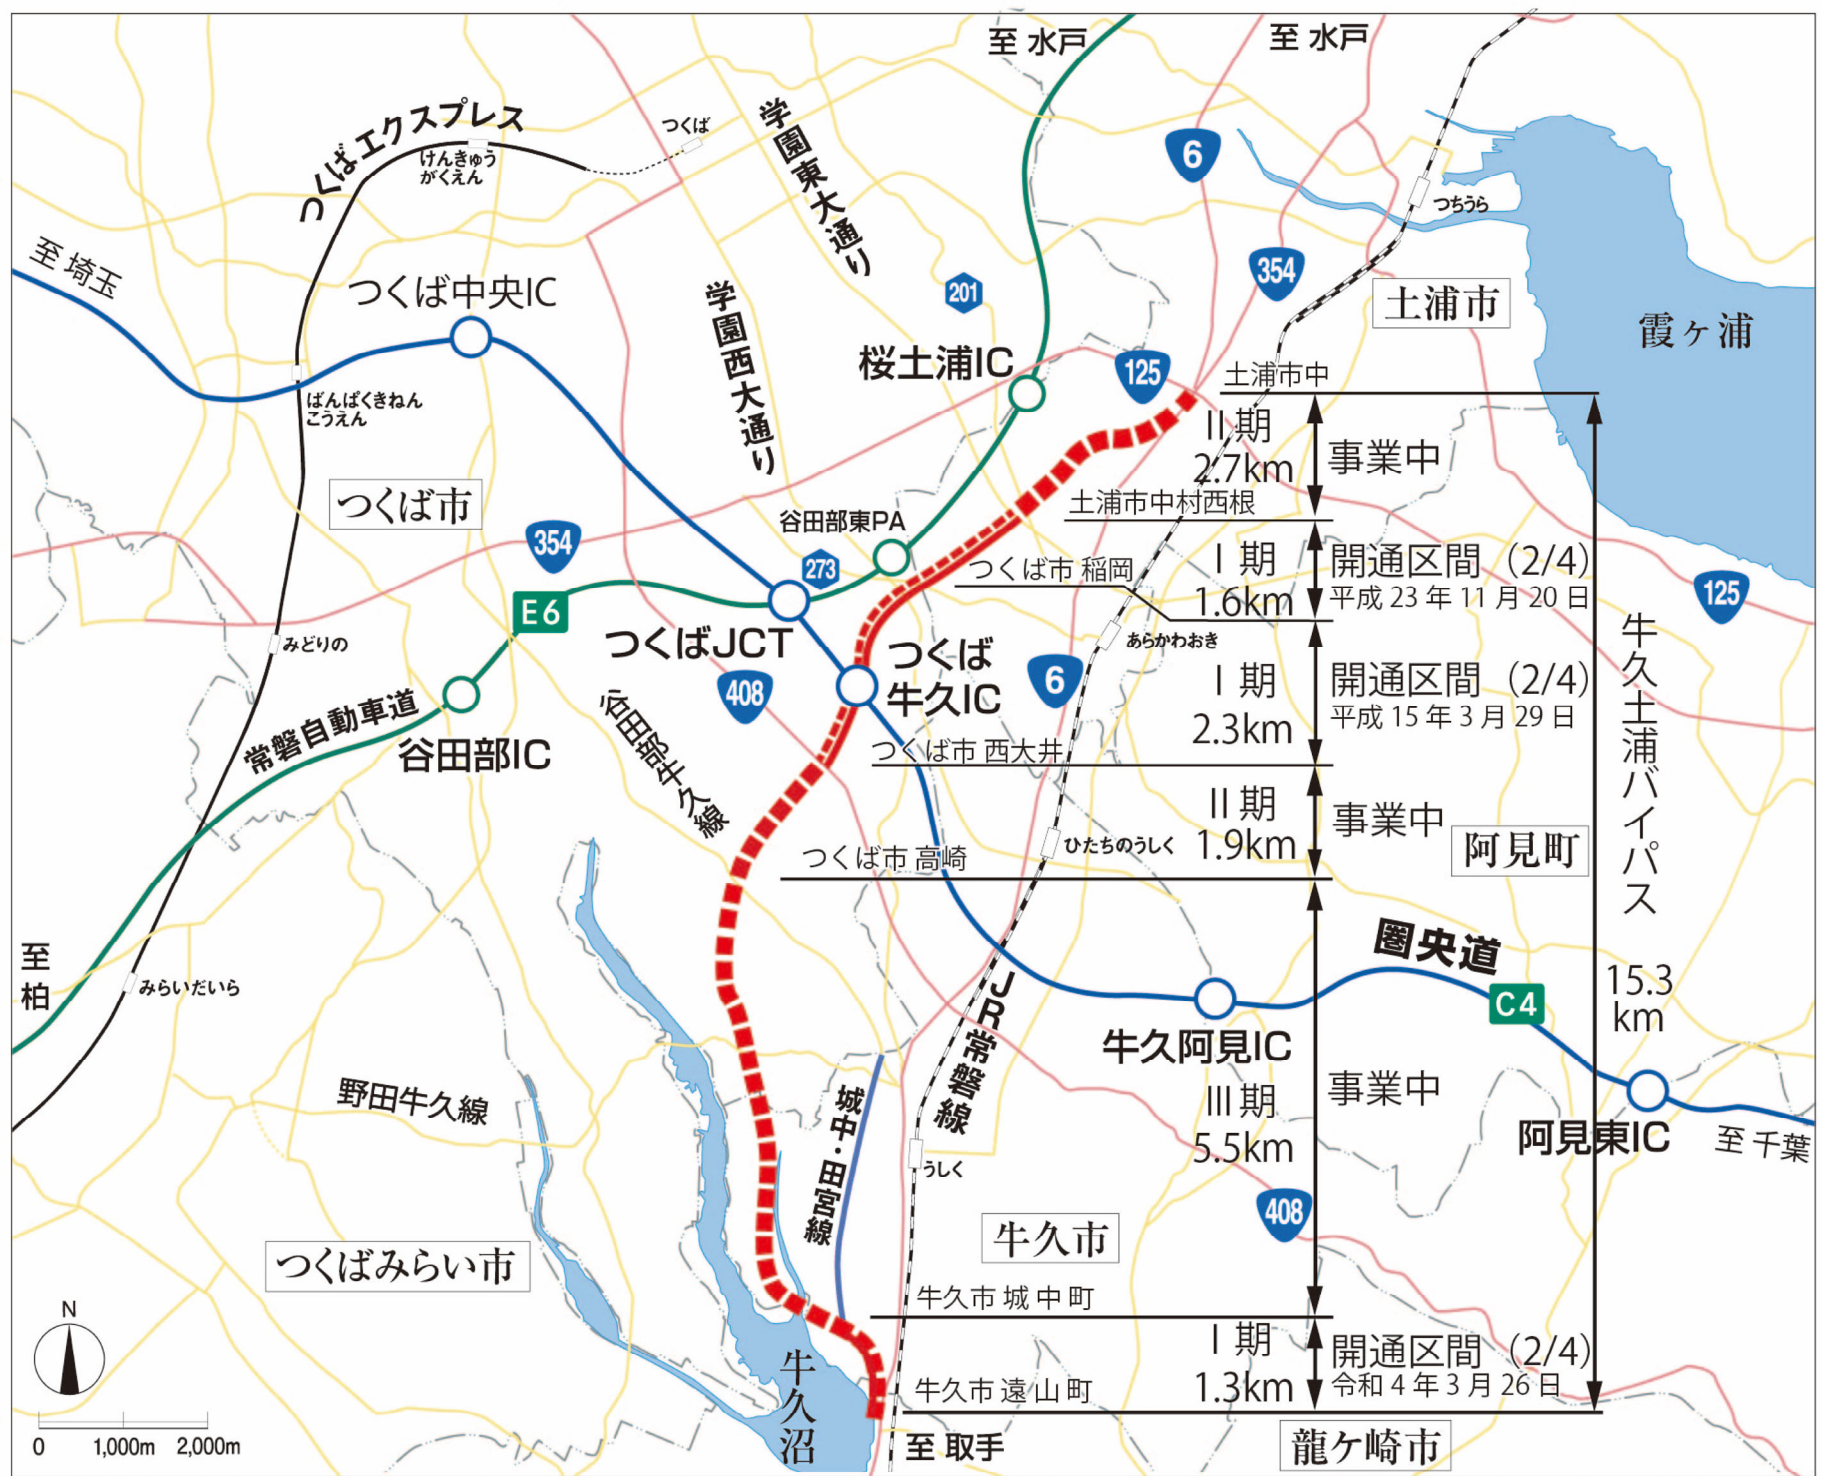 至 水戸
至 水戸
つくばエクスプレス
けんきゅう
がくえん
つくば
学園東大通り
6
つちうら
至 埼玉
つくば中央IC
学園西大通り
201
354
土浦市
霞ヶ浦
桜土浦IC
125
土浦市中
ばんぱくきねん
こうえん
II 期
2.7km
事業中
つくば市
土浦市中村西根
354
谷田部東PA
273
つくば市 稲岡
I 期
1.6km
開通区間（2/4）
平成 23 年 11 月 20 日
125
E6
みどりの
つくばJCT
あらかわおき
つくば
牛久IC
408
6
I 期
2.3km
開通区間（2/4）
平成 15 年 3 月 29 日
牛久土浦バイパス
15.3
km
常磐自動車道
谷田部IC
谷田部牛久線
つくば市 西大井
II 期
1.9km
事業中
ひたちのうしく
阿見町
つくば市 高崎
至柏
みらいだいら
圏央道
C4
JR常磐線
牛久阿見IC
野田牛久線
城中・田宮線
III 期
5.5km
事業中
阿見東IC
至 千葉
うしく
408
牛久市
つくばみらい市
牛久市 城 中 町
N
I 期
1.3km
開通区間（2/4）
令和 4 年 3 月 26 日
牛久沼
牛久市 遠 山 町
0 1,000m 2,000m
至 取手
龍ケ崎市